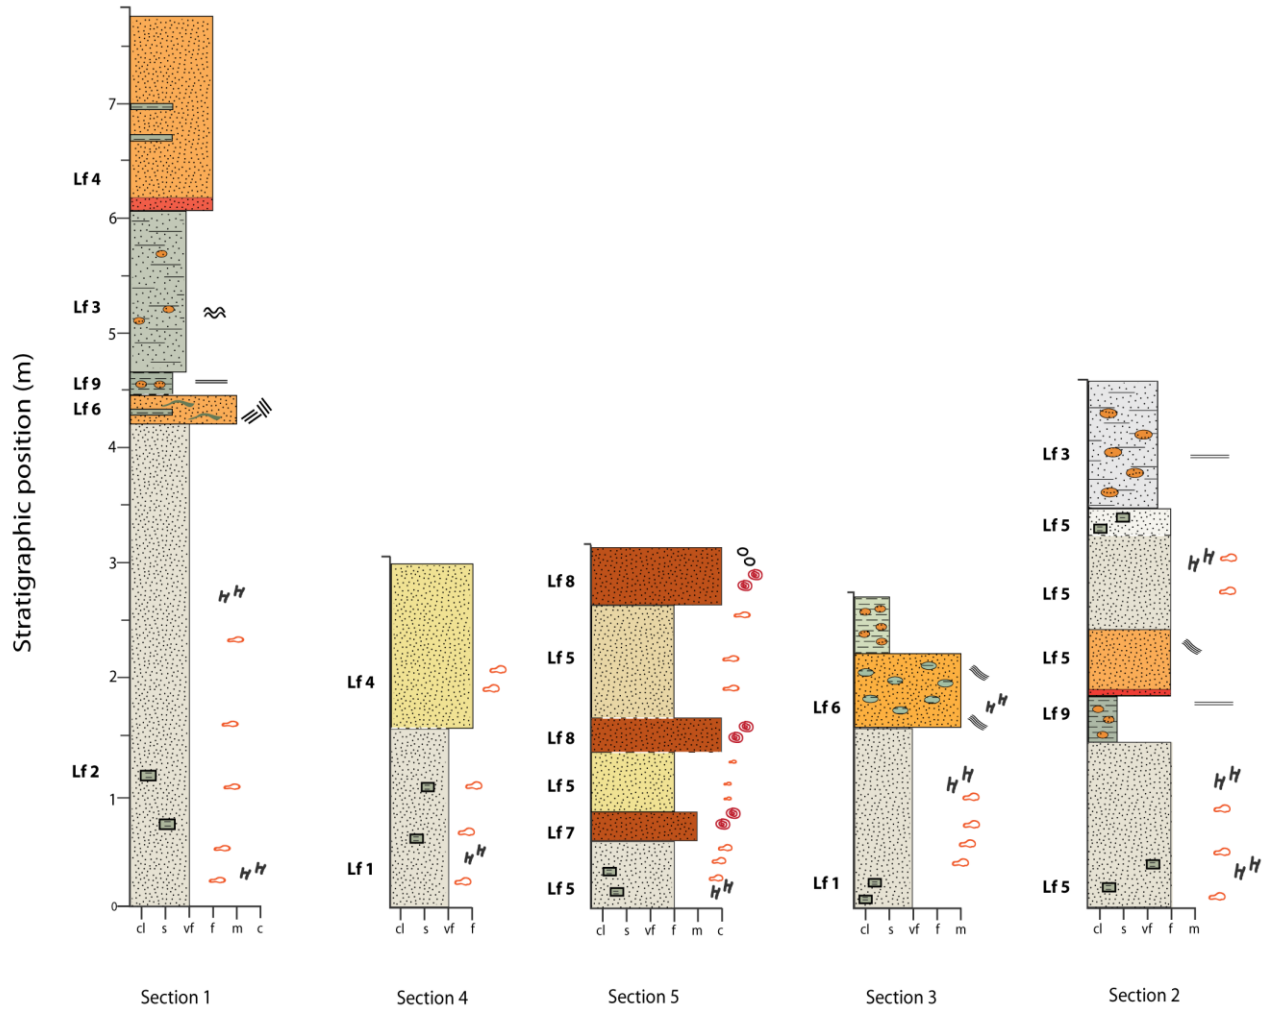 Stratigraphic position (m)
7
Lf 4
6
Lf 3
5
Lf 9
Lf 6
4
3
2
Lf 2
1
0
cl s vf f m c
Section 1
Lf 4
Lf 1
cl s vf f
Section 4
Lf 8
Lf 5
Lf 8
Lf 5
Lf 7
Lf 5
cl s vf f m c
Section 5
Lf 6
Lf 1
cl s vf f m
Section 3
Lf 3
Lf 5
Lf 5
Lf 5
Lf 9
Lf 5
cl s vf f m
Section 2